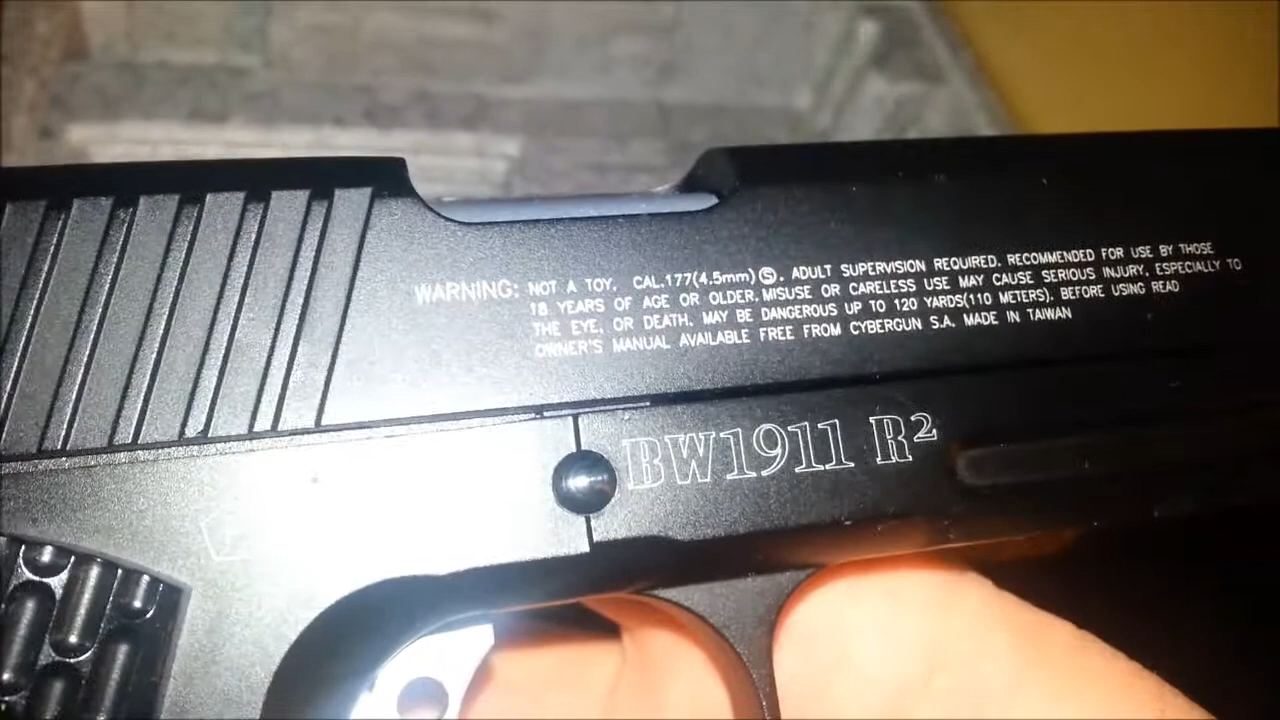 WARNING: NOT A TOY. CAL.177(4.5mm)Ⓢ. ADULT SUPERVISION REQUIRED. RECOMMENDED FOR USE BY THOSE
18 YEARS OF AGE OR OLDER. MISUSE OR CARELESS USE MAY CAUSE SERIOUS INJURY, ESPECIALLY TO
THE EYE, OR DEATH. MAY BE DANGEROUS UP TO 120 YARDS(110 METERS). BEFORE USING READ
OWNER'S MANUAL AVAILABLE FREE FROM CYBERGUN S.A. MADE IN TAIWAN
BW1911 R²